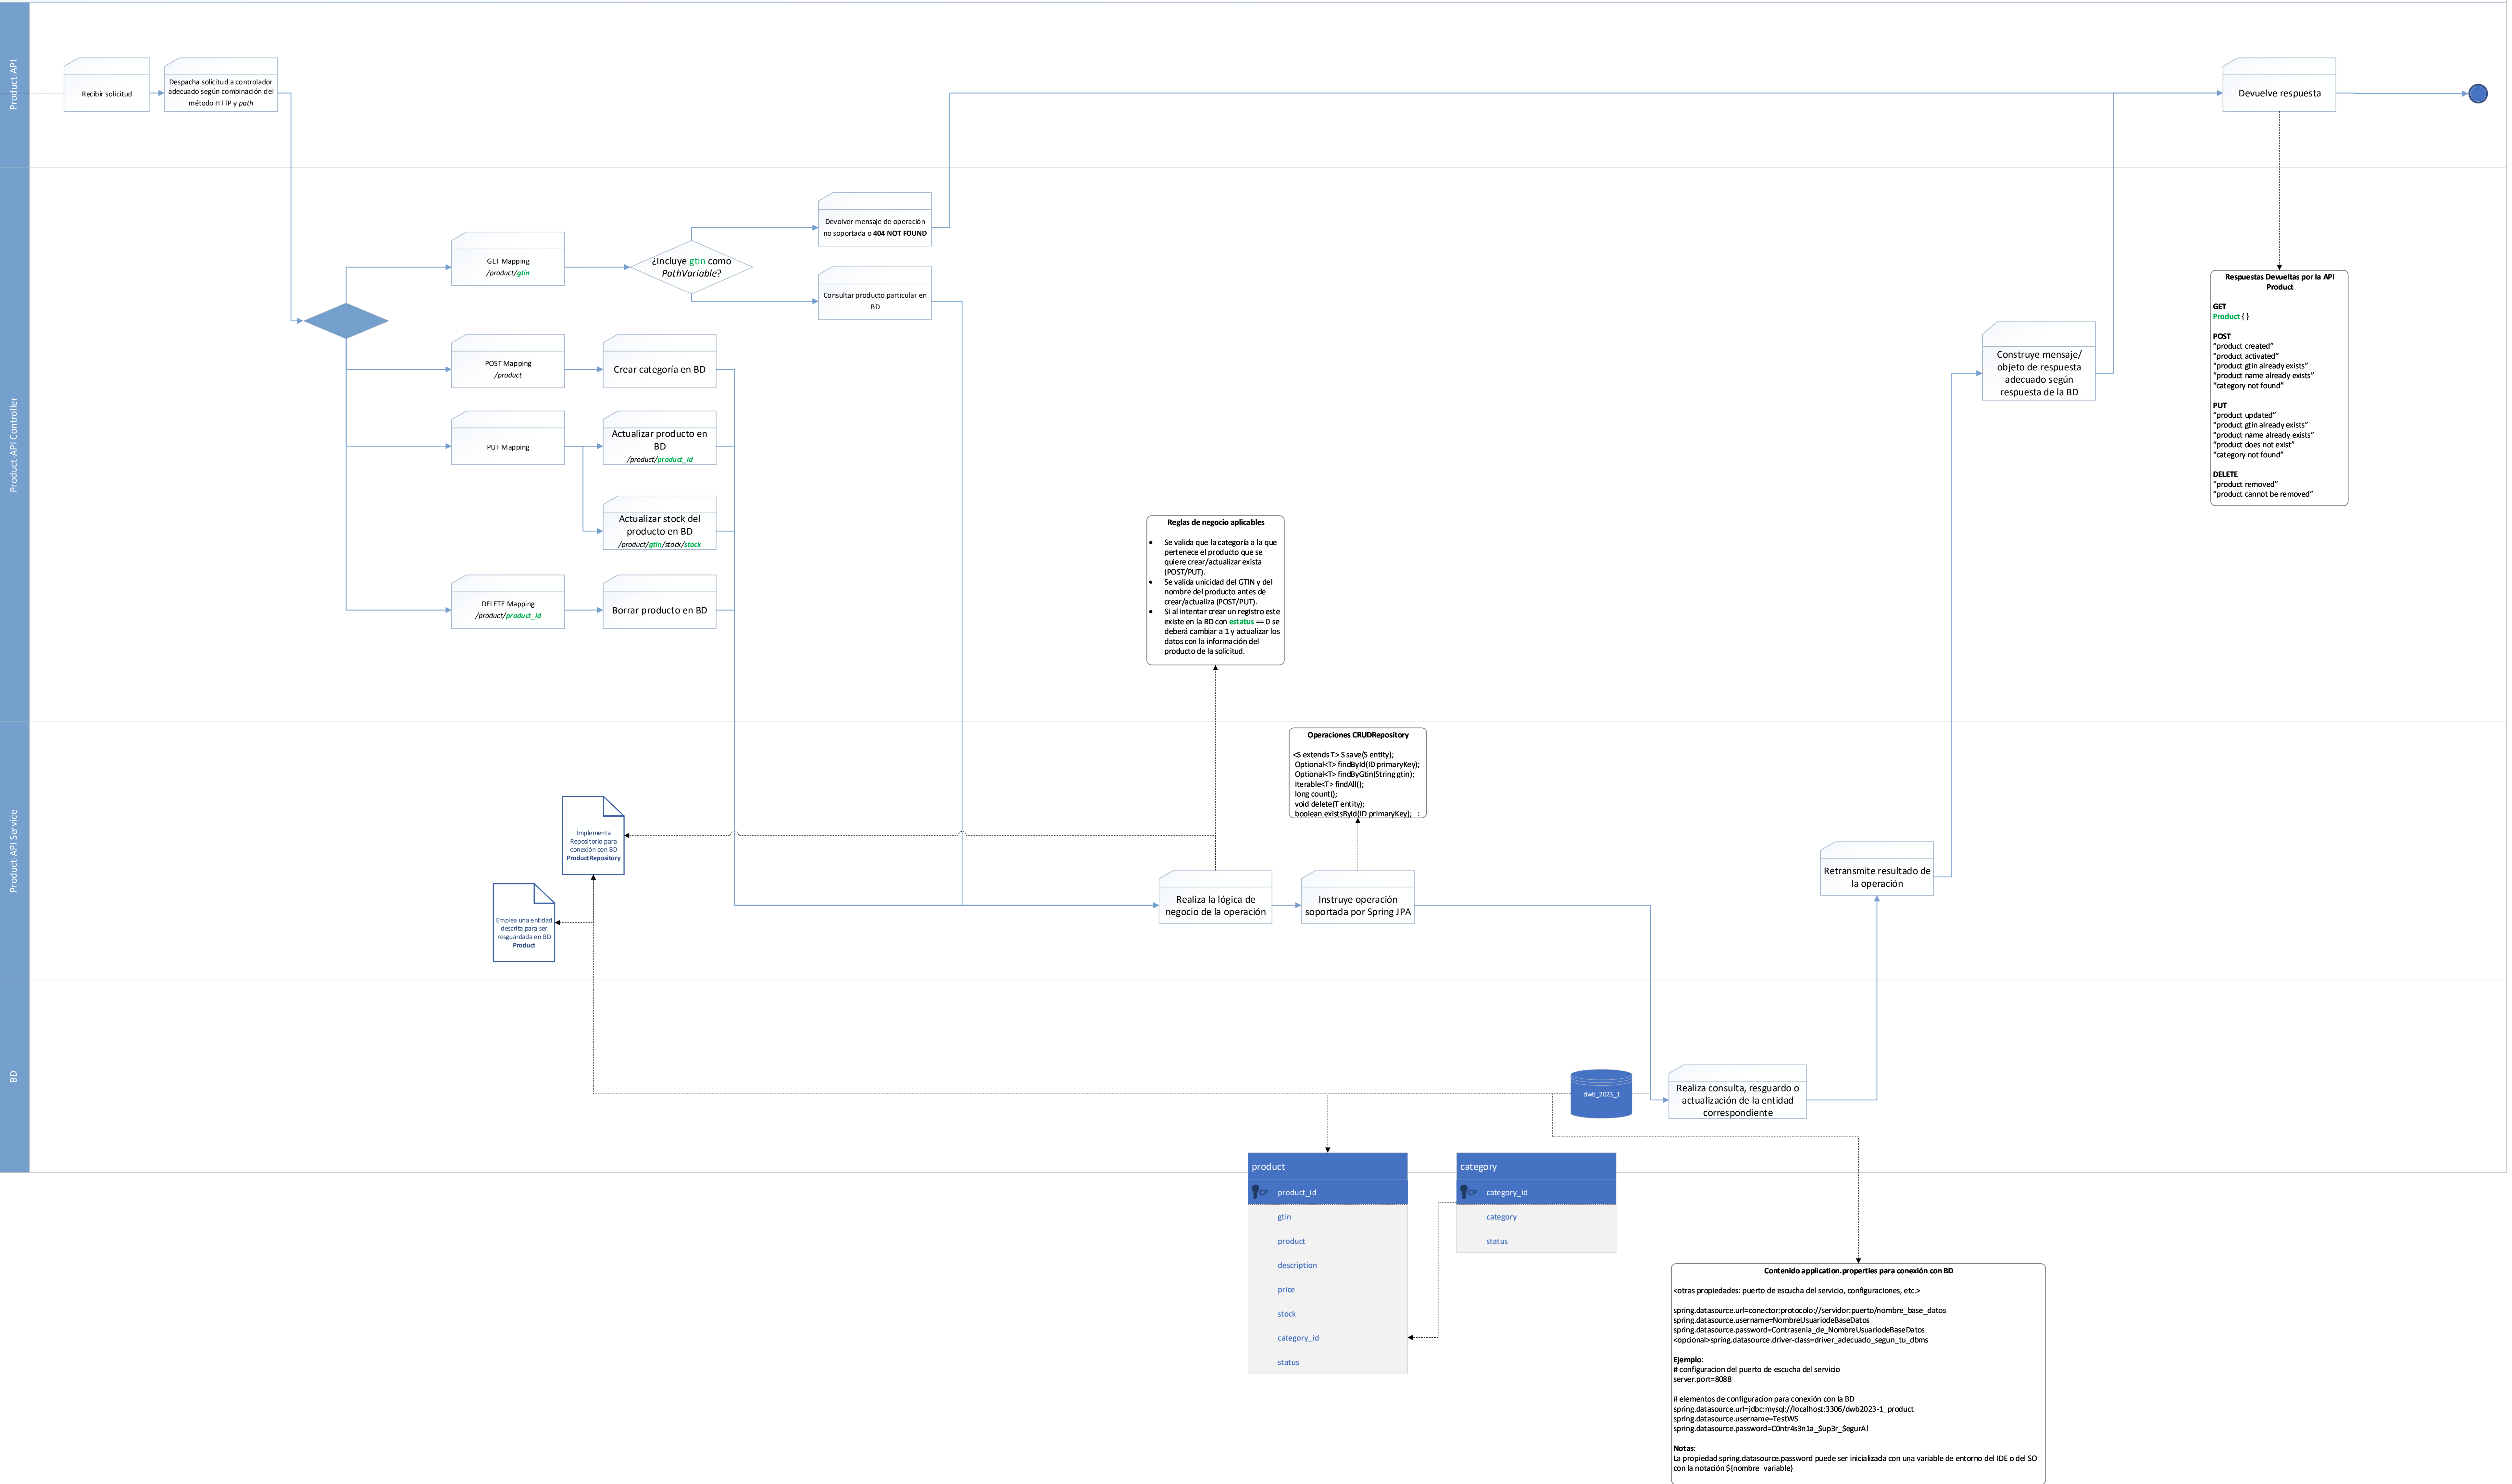 Product-API
Recibir solicitud
Despacha solicitud a controlador
adecuado según combinación del
método HTTP y path
Devuelve respuesta
Product-API Controller
GET Mapping
/product/gtin
¿Incluye gtin como
PathVariable?
Devolver mensaje de operación
no soportada o 404 NOT FOUND
Consultar producto particular en
BD
POST Mapping
/product
Crear categoría en BD
PUT Mapping
Actualizar producto en
BD
/product/product_id
Actualizar stock del
producto en BD
/product/gtin/stock/stock
DELETE Mapping
/product/product_id
Borrar producto en BD
Reglas de negocio aplicables
• Se valida que la categoría a la que
pertenece el producto que se
quiere crear/actualizar exista
(POST/PUT).
• Se valida unicidad del GTIN y del
nombre del producto antes de
crear/actualiza (POST/PUT).
• Si al intentar crear un registro este
existe en la BD con estatus == 0 se
deberá cambiar a 1 y actualizar los
datos con la información del
producto de la solicitud.
Construye mensaje/
objeto de respuesta
adecuado según
respuesta de la BD
Respuestas Devueltas por la API
Product
GET
Product { }
POST
“product created”
“product activated”
“product gtin already exists”
“product name already exists”
“category not found”
PUT
“product updated”
“product gtin already exists”
“product name already exists”
“product does not exist”
“category not found”
DELETE
“product removed”
“product cannot be removed”
Product-API Service
Implementa
Repositorio para
conexión con BD
ProductRepository
Emplea una entidad
descrita para ser
resguardada en BD
Product
Realiza la lógica de
negocio de la operación
Operaciones CRUDRepository
<S extends T> S save(S entity);
Optional<T> findById(ID primaryKey);
Optional<T> findByGtin(String gtin);
Iterable<T> findAll();
long count();
void delete(T entity);
boolean existsById(ID primaryKey); :
Instruye operación
soportada por Spring JPA
Retransmite resultado de
la operación
BD
dwb_2023_1
Realiza consulta, resguardo o
actualización de la entidad
correspondiente
product
CP product_id
gtin
product
description
price
stock
category_id
status
category
CP category_id
category
status
Contenido application.properties para conexión con BD
<otras propiedades: puerto de escucha del servicio, configuraciones, etc.>
spring.datasource.url=conector:protocolo://servidor:puerto/nombre_base_datos
spring.datasource.username=NombreUsuariodeBaseDatos
spring.datasource.password=Contrasenia_de_NombreUsuariodeBaseDatos
<opcional>spring.datasource.driver-class=driver_adecuado_segun_tu_dbms
Ejemplo:
# configuracion del puerto de escucha del servicio
server.port=8088
# elementos de configuracion para conexión con la BD
spring.datasource.url=jdbc:mysql://localhost:3306/dwb2023-1_product
spring.datasource.username=TestWS
spring.datasource.password=C0ntr4s3n1a_$up3r_$egurA!
Notas:
La propiedad spring.datasource.password puede ser inicializada con una variable de entorno del IDE o del SO
con la notación ${nombre_variable}